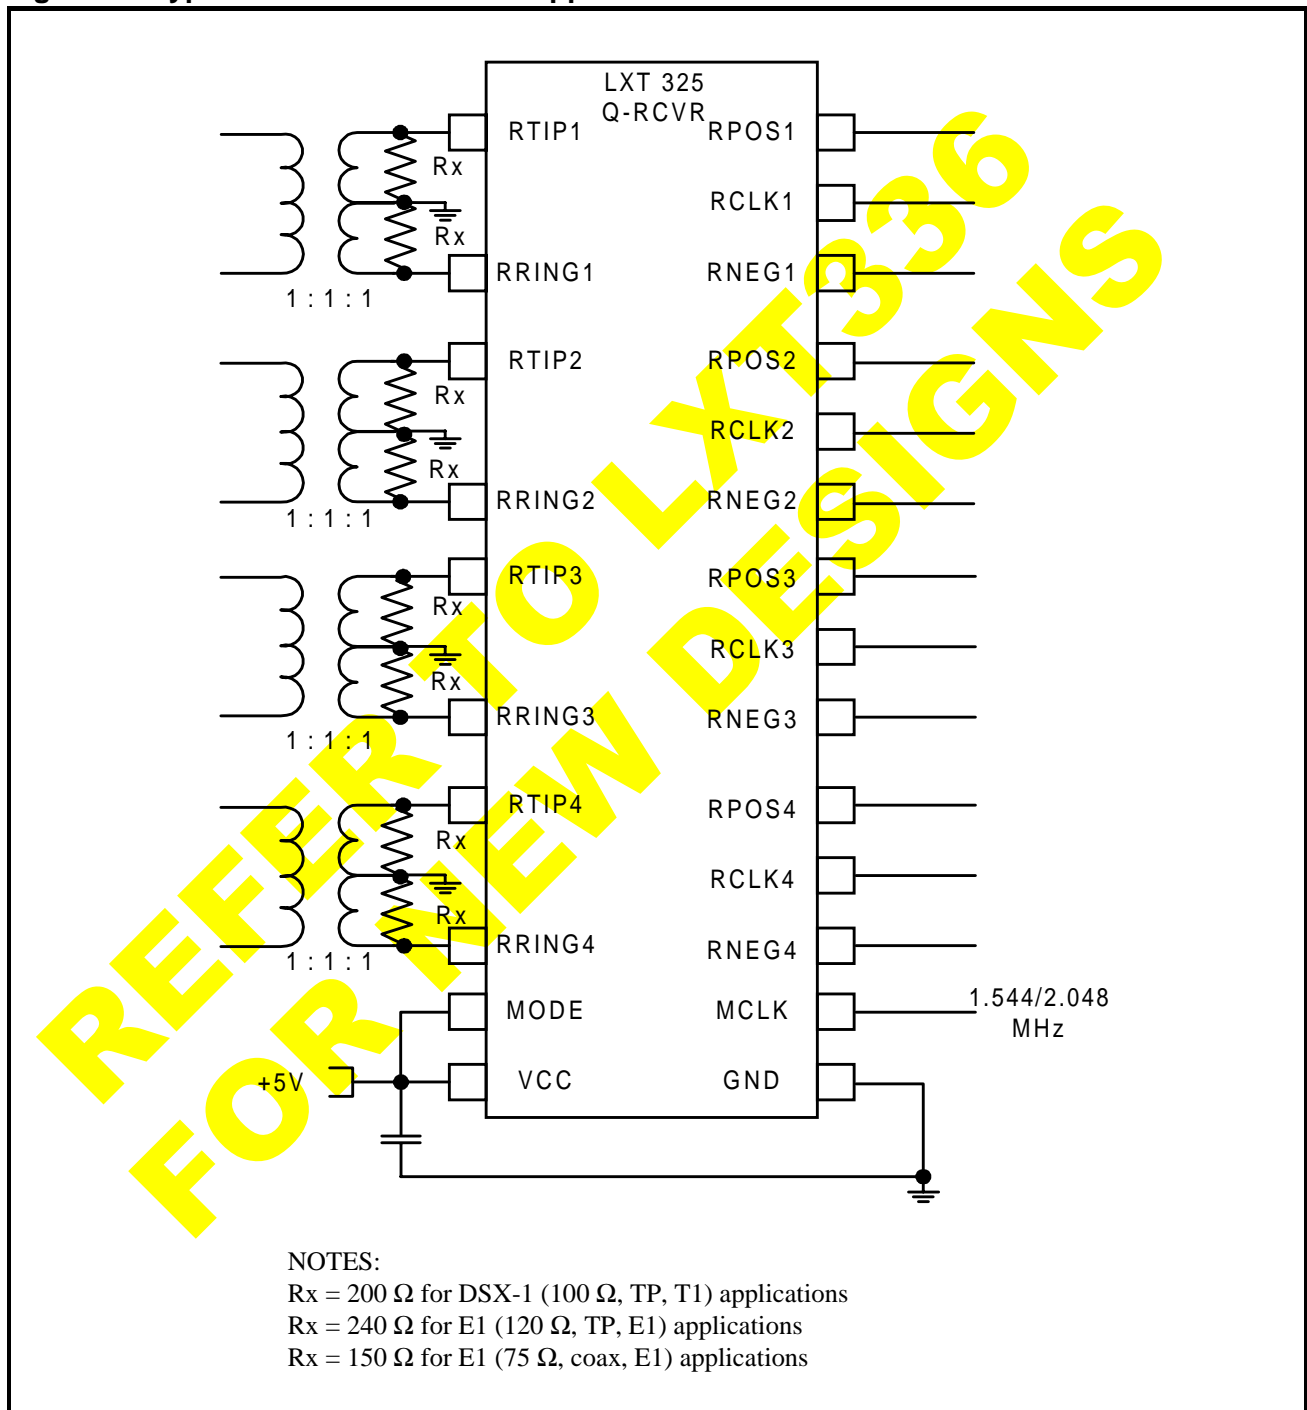 LXT 325
Q-RCVR
RTIP1
RPOS1
Rx
RCLK1
Rx
RRING1
RNEG1
1 : 1 : 1
RTIP2
RPOS2
Rx
RCLK2
Rx
RRING2
RNEG2
1 : 1 : 1
RTIP3
RPOS3
Rx
RCLK3
Rx
RRING3
RNEG3
1 : 1 : 1
RTIP4
RPOS4
Rx
RCLK4
Rx
RRING4
RNEG4
1 : 1 : 1
MODE
MCLK
1.544/2.048
MHz
+5V
VCC
GND
REFER TO LXT336
FOR NEW DESIGNS
NOTES:
Rx = 200 Ω for DSX-1 (100 Ω, TP, T1) applications
Rx = 240 Ω for E1 (120 Ω, TP, E1) applications
Rx = 150 Ω for E1 (75 Ω, coax, E1) applications